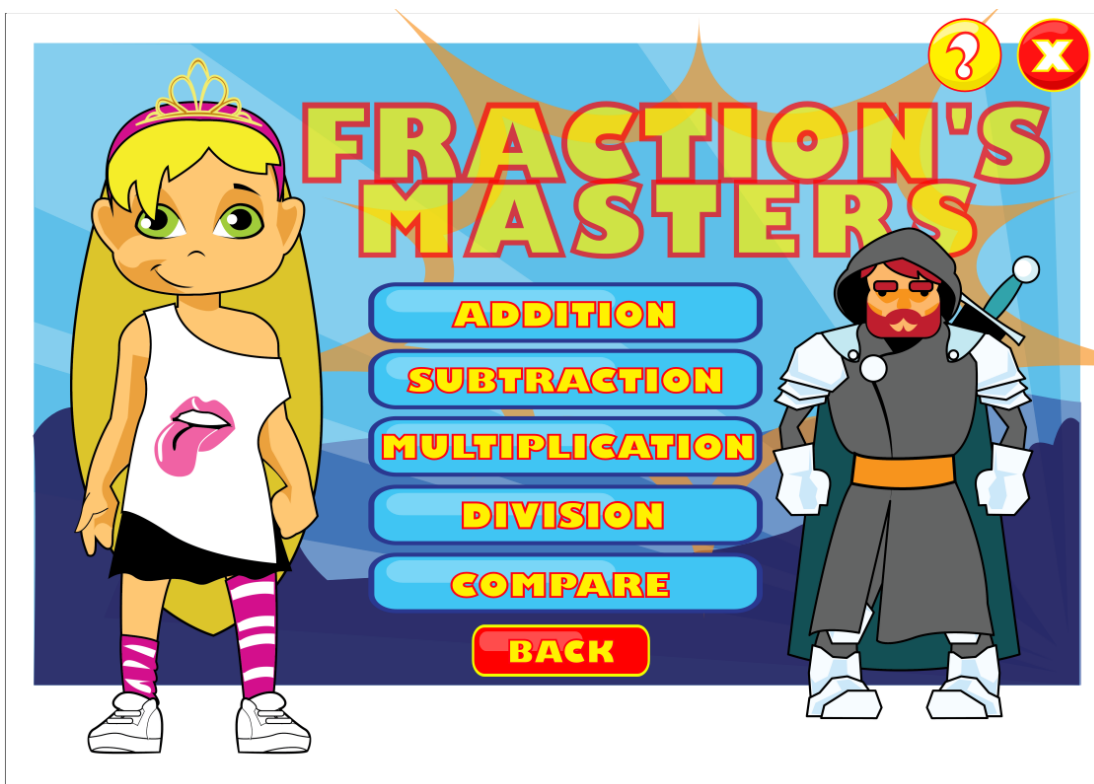 ?
X
FRACTION'S
MASTERS
ADDITION
SUBTRACTION
MULTIPLICATION
DIVISION
COMPARE
BACK